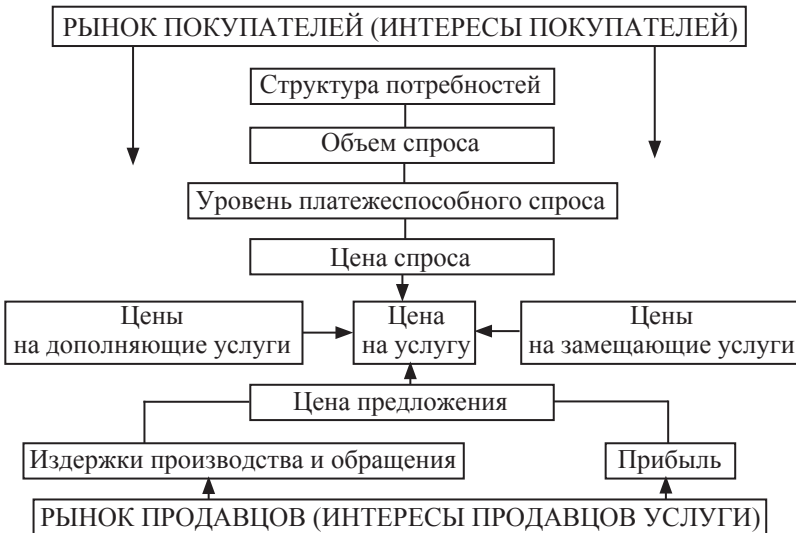 РЫНОК ПОКУПАТЕЛЕЙ (ИНТЕРЕСЫ ПОКУПАТЕЛЕЙ)
Структура потребностей
Объем спроса
Уровень платежеспособного спроса
Цена спроса
Цены
на дополняющие услуги
Цена
на услугу
Цены
на замещающие услуги
Цена предложения
Издержки производства и обращения
Прибыль
РЫНОК ПРОДАВЦОВ (ИНТЕРЕСЫ ПРОДАВЦОВ УСЛУГИ)